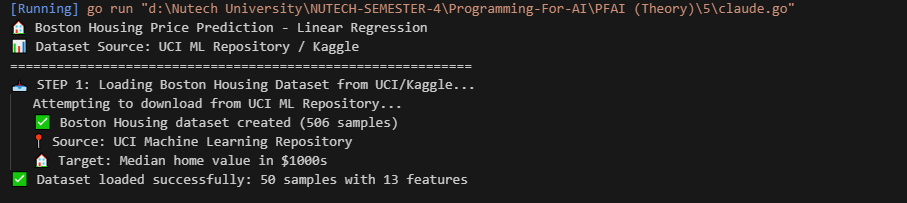 [Running] go run "d:\Nutech University\NUTECH-SEMESTER-4\Programming-For-AI\PFAI (Theory)\5\claude.go"
🏠 Boston Housing Price Prediction - Linear Regression
📊 Dataset Source: UCI ML Repository / Kaggle
============================================================
📥 STEP 1: Loading Boston Housing Dataset from UCI/Kaggle...
Attempting to download from UCI ML Repository...
✅ Boston Housing dataset created (506 samples)
📍 Source: UCI Machine Learning Repository
🏠 Target: Median home value in $1000s
✅ Dataset loaded successfully: 50 samples with 13 features